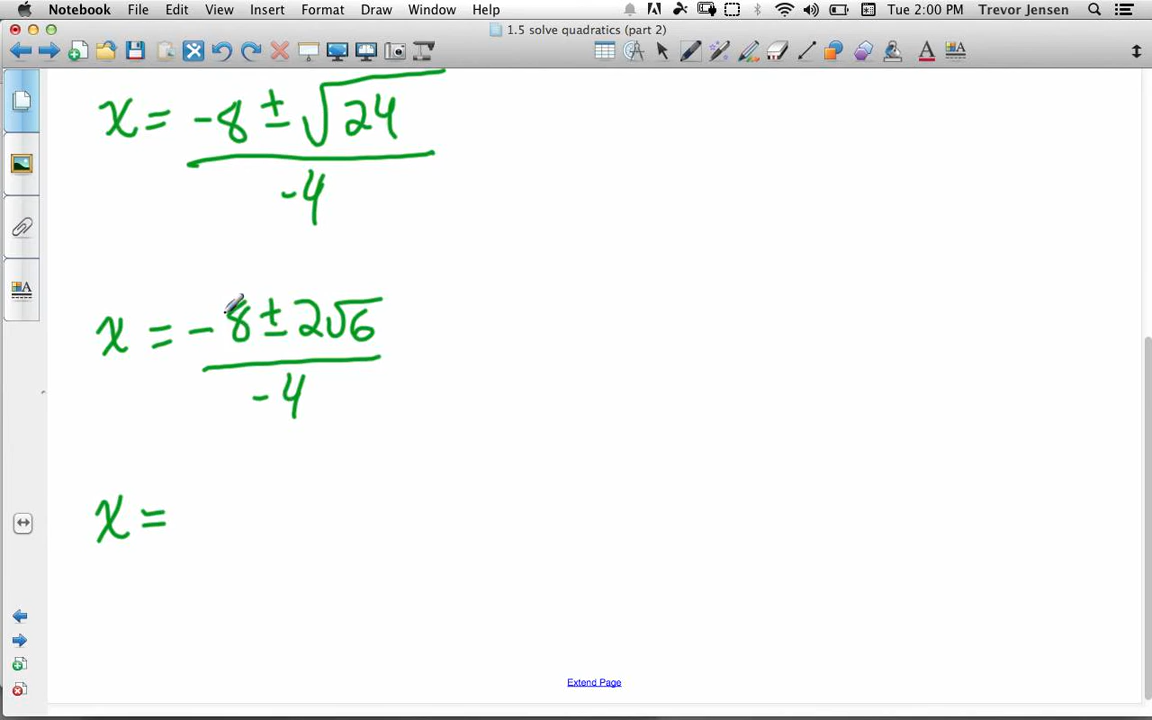 Notebook File Edit View Insert Format Draw Window Help Tue 2:00 PM Trevor Jensen
1.5 solve quadratics (part 2)
x = -8 ± √24
-4
x = -8 ± 2√6
-4
x =
Extend Page